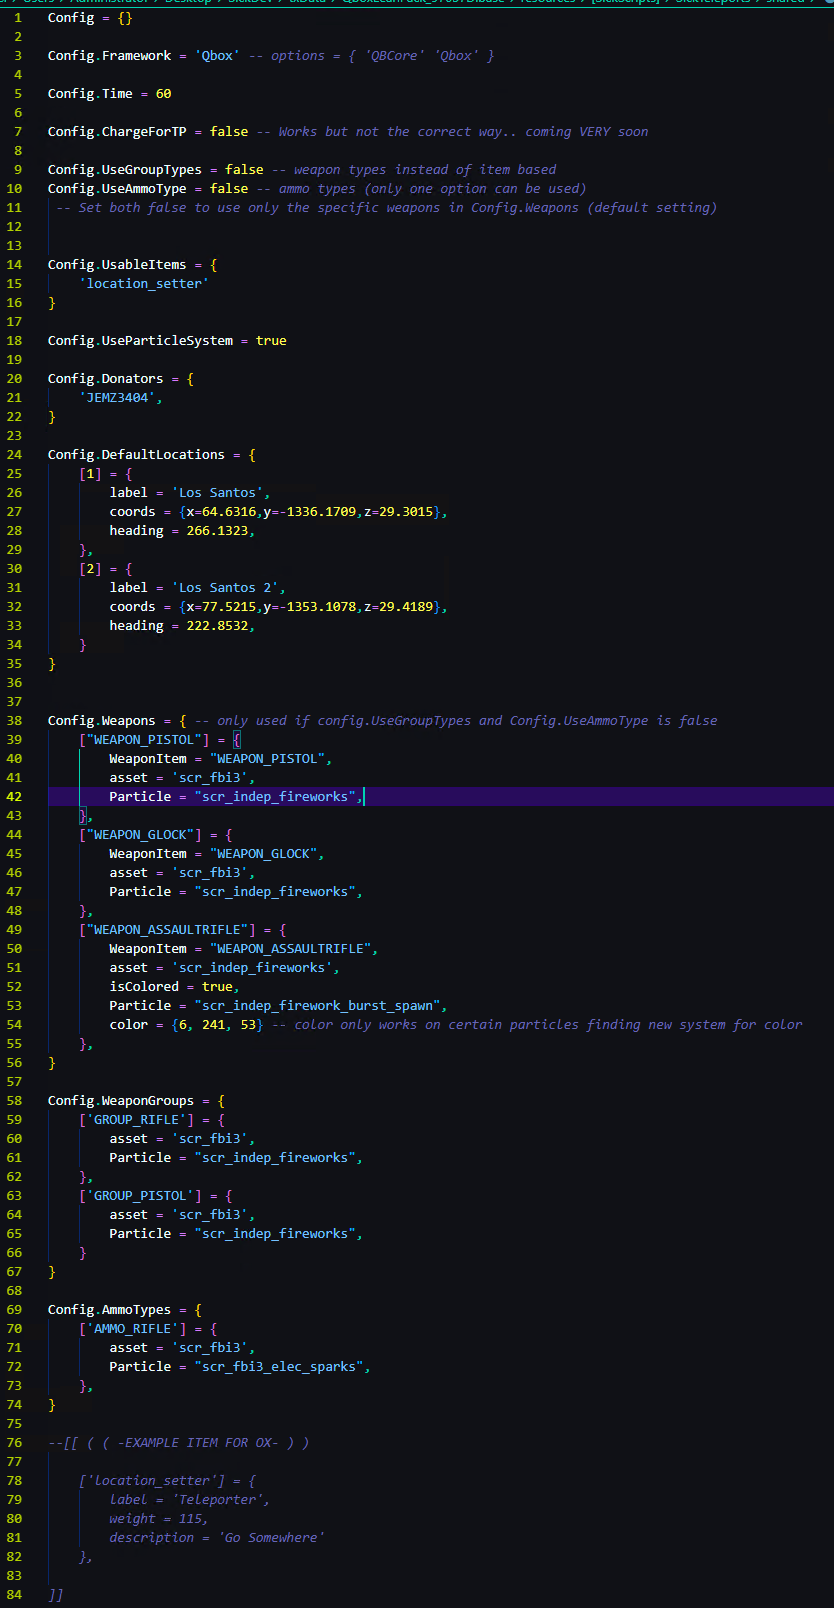 1 Config = {}
2
3 Config.Framework = 'Qbox' -- options = { 'QBCore' 'Qbox' }
4
5 Config.Time = 60
6
7 Config.ChargeForTP = false -- Works but not the correct way.. coming VERY soon
8
9 Config.UseGroupTypes = false -- weapon types instead of item based
10 Config.UseAmmoType = false -- ammo types (only one option can be used)
11 -- Set both false to use only the specific weapons in Config.Weapons (default setting)
12
13
14 Config.UsableItems = {
15 'location_setter'
16 }
17
18 Config.UseParticleSystem = true
19
20 Config.Donators = {
21 'JEMZ3404',
22 }
23
24 Config.DefaultLocations = {
25 [1] = {
26 label = 'Los Santos',
27 coords = {x=64.6316,y=-1336.1709,z=29.3015},
28 heading = 266.1323,
29 },
30 [2] = {
31 label = 'Los Santos 2',
32 coords = {x=77.5215,y=-1353.1078,z=29.4189},
33 heading = 222.8532,
34 }
35 }
36
37
38 Config.Weapons = { -- only used if config.UseGroupTypes and Config.UseAmmoType is false
39 ["WEAPON_PISTOL"] = {
40 WeaponItem = "WEAPON_PISTOL",
41 asset = 'scr_fbi3',
42 Particle = "scr_indep_fireworks",
43 },
44 ["WEAPON_GLOCK"] = {
45 WeaponItem = "WEAPON_GLOCK",
46 asset = 'scr_fbi3',
47 Particle = "scr_indep_fireworks",
48 },
49 ["WEAPON_ASSAULTRIFLE"] = {
50 WeaponItem = "WEAPON_ASSAULTRIFLE",
51 asset = 'scr_indep_fireworks',
52 isColored = true,
53 Particle = "scr_indep_firework_burst_spawn",
54 color = {6, 241, 53} -- color only works on certain particles finding new system for color
55 },
56 }
57
58 Config.WeaponGroups = {
59 ['GROUP_RIFLE'] = {
60 asset = 'scr_fbi3',
61 Particle = "scr_indep_fireworks",
62 },
63 ['GROUP_PISTOL'] = {
64 asset = 'scr_fbi3',
65 Particle = "scr_indep_fireworks",
66 }
67 }
68
69 Config.AmmoTypes = {
70 ['AMMO_RIFLE'] = {
71 asset = 'scr_fbi3',
72 Particle = "scr_fbi3_elec_sparks",
73 },
74 }
75
76 --[[ ( ( -EXAMPLE ITEM FOR OX- ) )
77
78 ['location_setter'] = {
79 label = 'Teleporter',
80 weight = 115,
81 description = 'Go Somewhere'
82 },
83
84 ]]